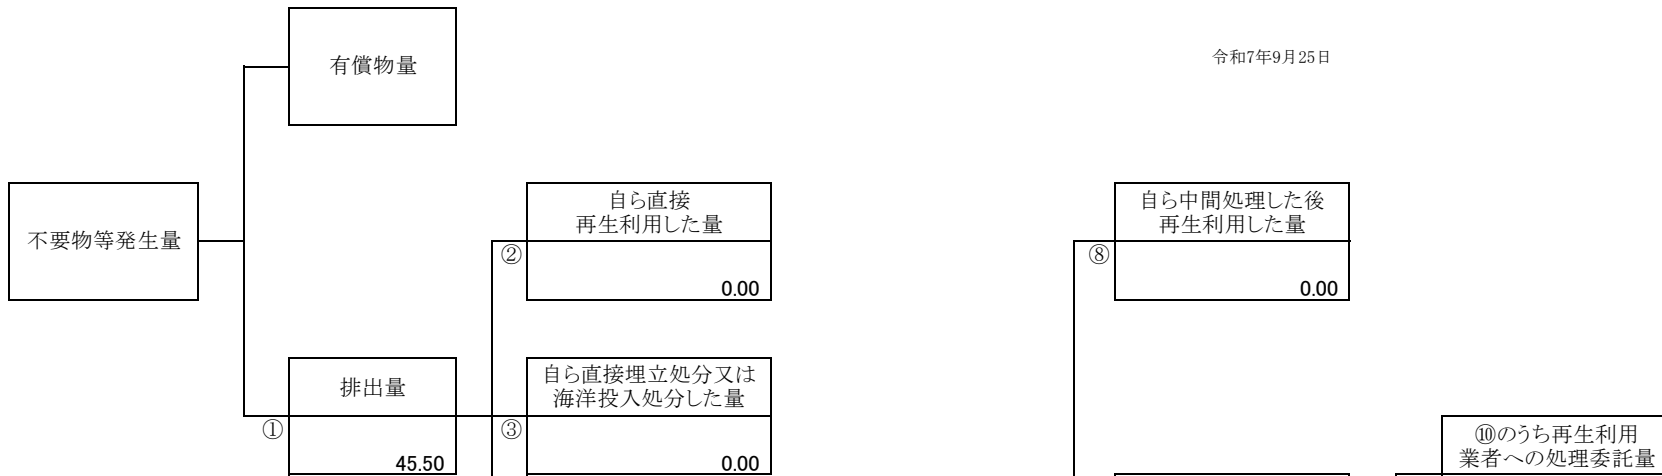 有償物量
令和7年9月25日
不要物等発生量
自ら直接
再生利用した量
②
0.00
自ら中間処理した後
再生利用した量
⑧
0.00
排出量
①
45.50
自ら直接埋立処分又は
海洋投入処分した量
③
0.00
⑩のうち再生利用
業者への処理委託量